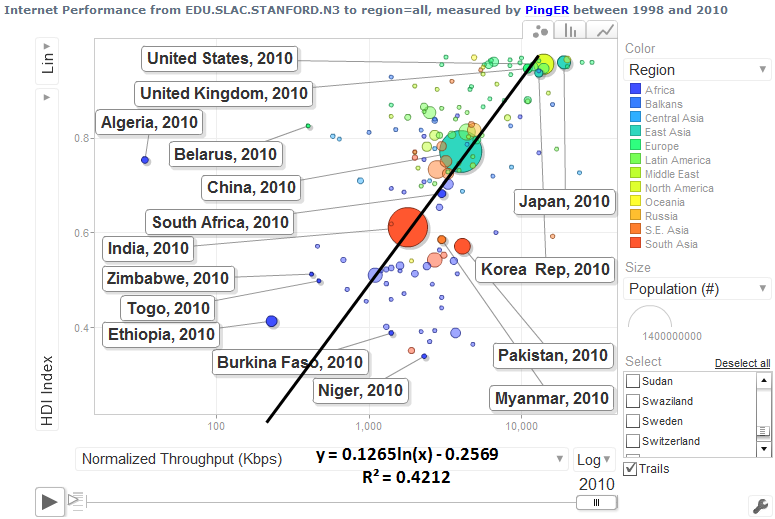 Internet Performance from EDU.SLAC.STANFORD.N3 to region=all, measured by PingER between 1998 and 2010
Lin
HDI Index
0.8
0.6
0.4
100
1,000
10,000
United States, 2010
United Kingdom, 2010
Algeria, 2010
Belarus, 2010
China, 2010
Japan, 2010
South Africa, 2010
India, 2010
Korea Rep, 2010
Zimbabwe, 2010
Togo, 2010
Ethiopia, 2010
Burkina Faso, 2010
Pakistan, 2010
Niger, 2010
Myanmar, 2010
Normalized Throughput (Kbps)
y = 0.1265ln(x) - 0.2569
R² = 0.4212
Log
2010
Color
Region
Africa
Balkans
Central Asia
East Asia
Europe
Latin America
Middle East
North America
Oceania
Russia
S.E. Asia
South Asia
Size
Population (#)
1400000000
Select
Deselect all
Sudan
Swaziland
Sweden
Switzerland
Trails